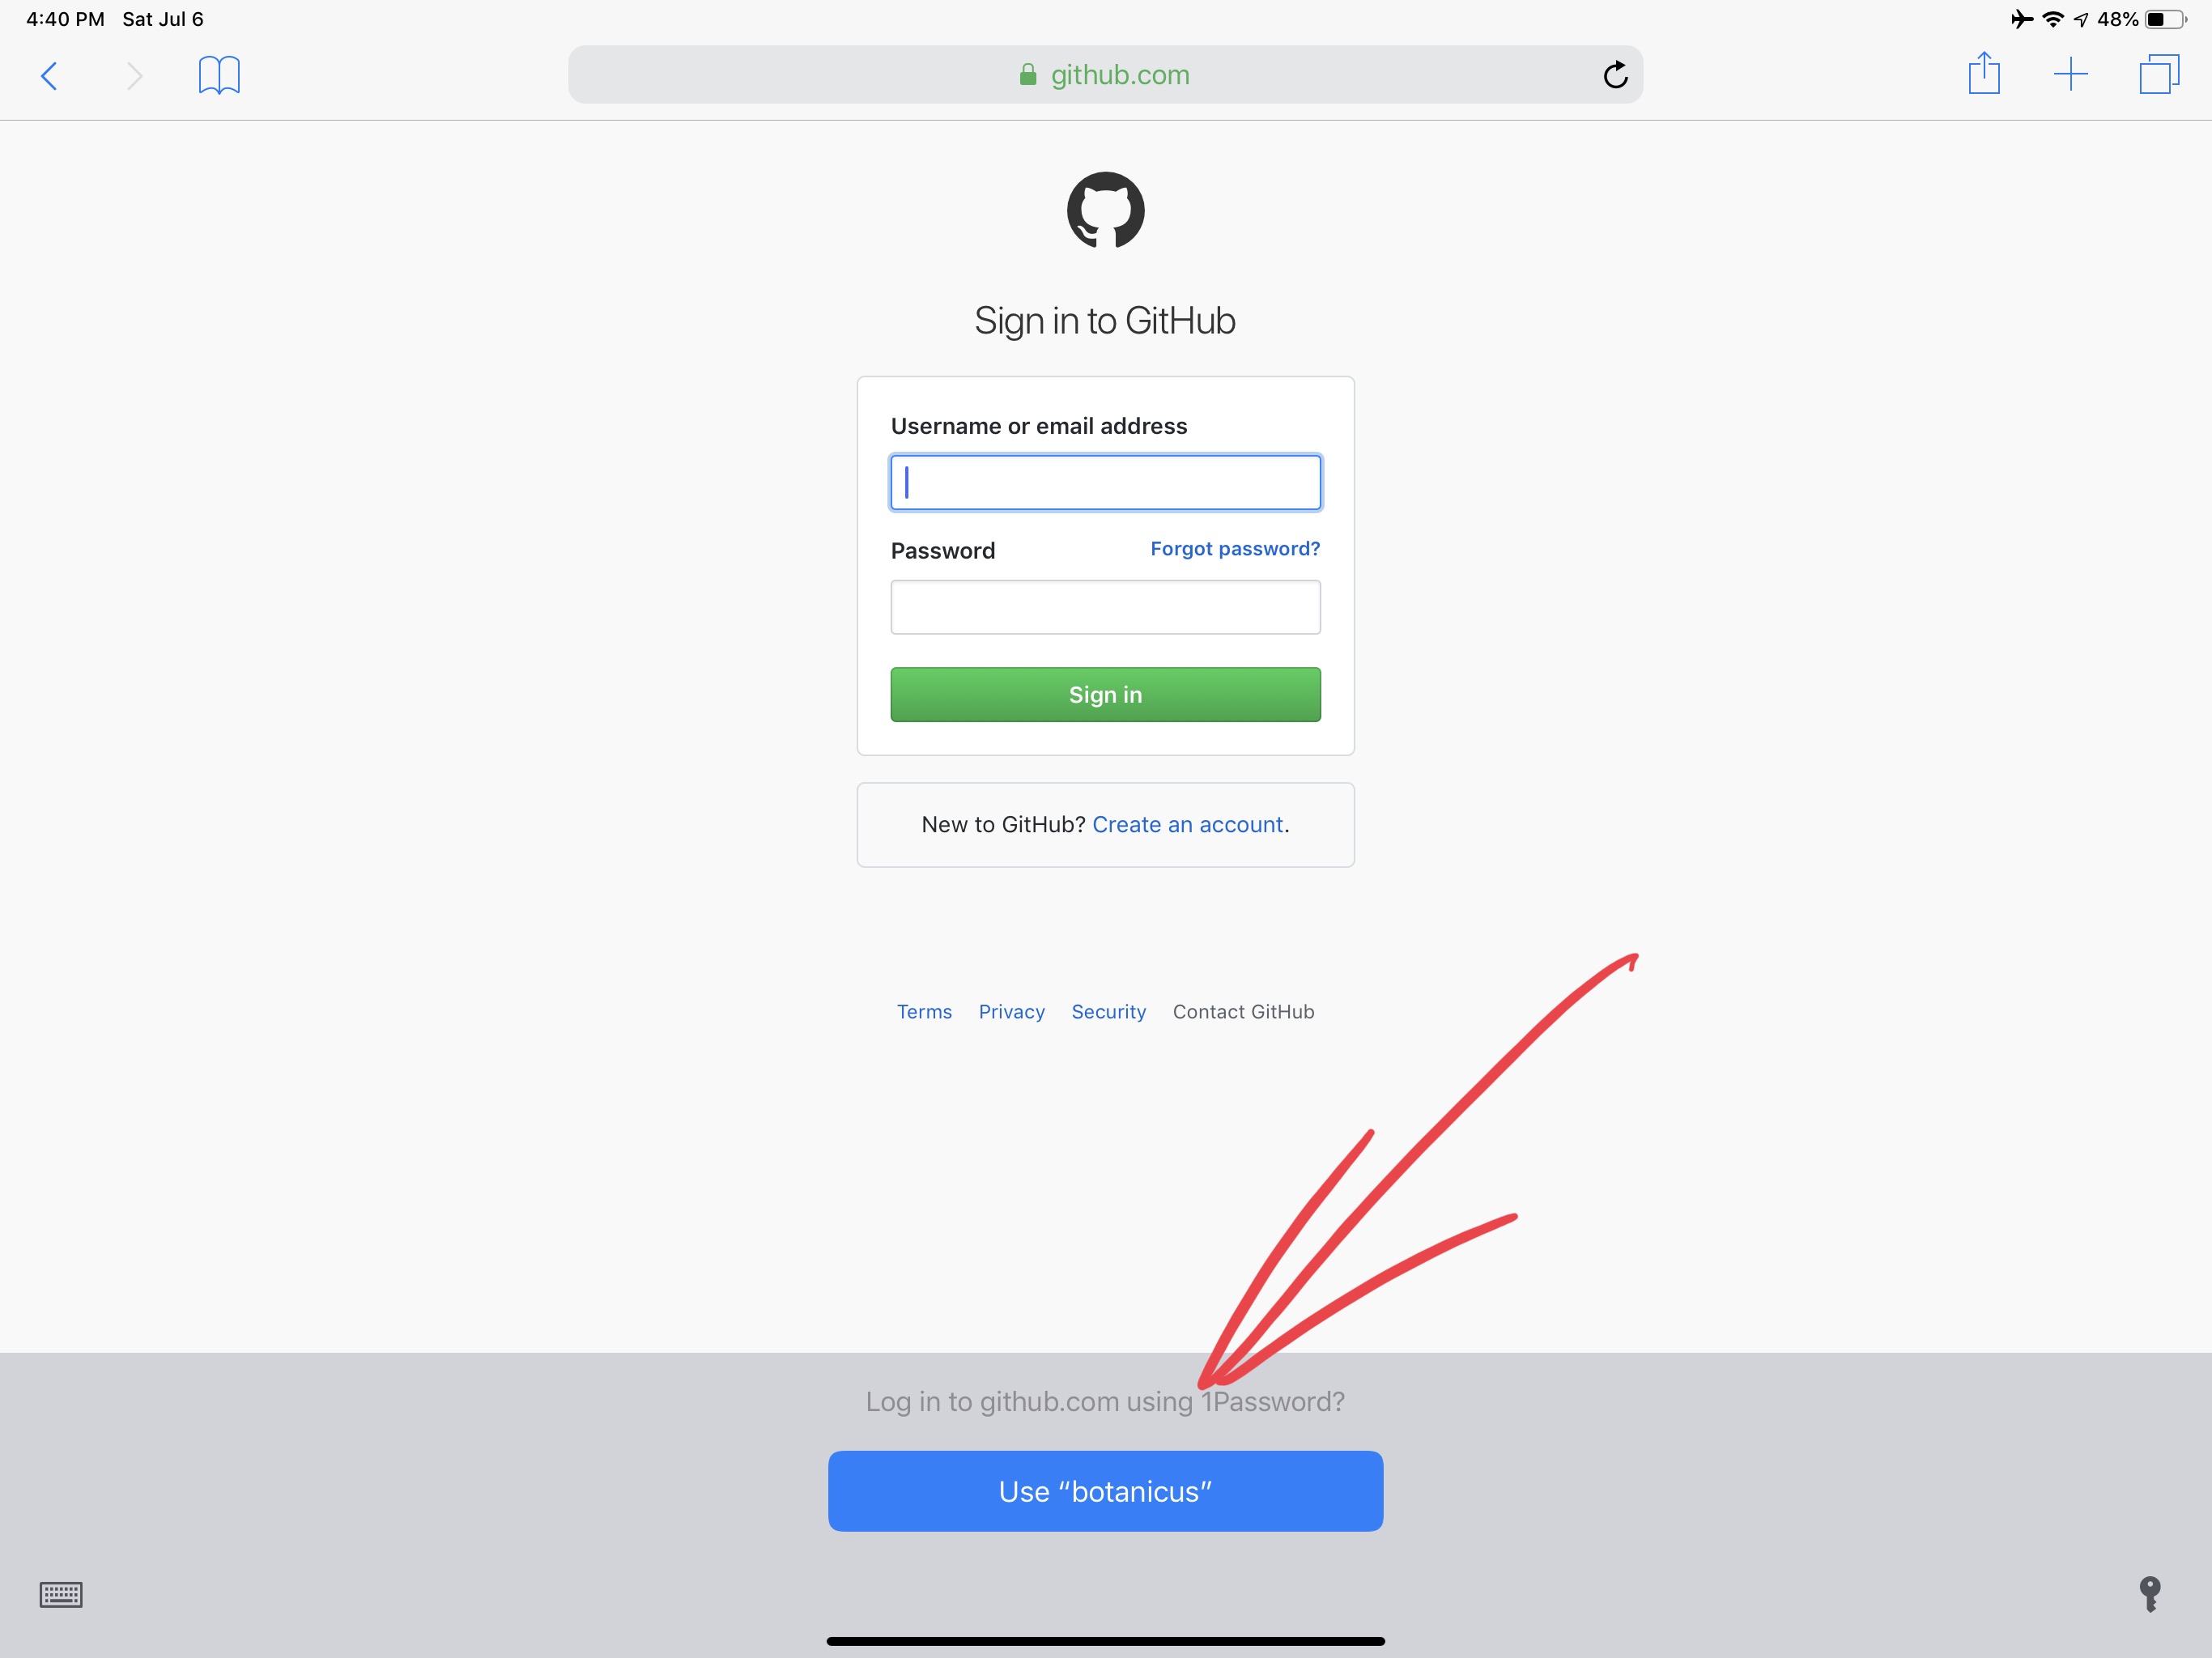 4:40 PM Sat Jul 6 48%
github.com
Sign in to GitHub
Username or email address
Password Forgot password?
Sign in
New to GitHub? Create an account.
Terms Privacy Security Contact GitHub
Log in to github.com using 1Password?
Use “botanicus”